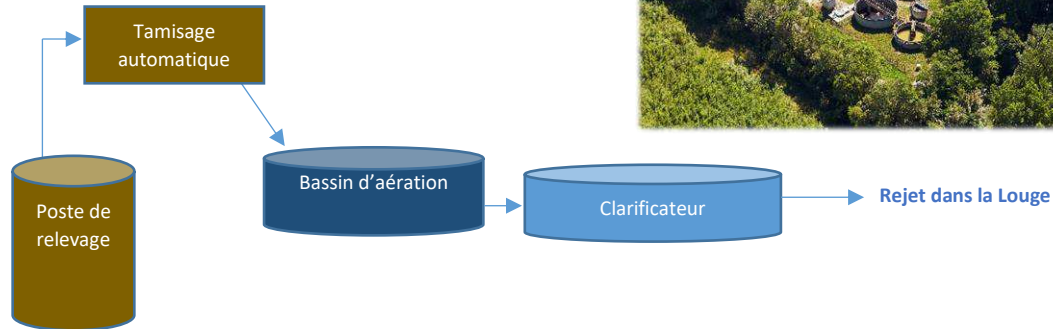 Tamisage
automatique
Poste de
relevage
Bassin d'aération
Clarificateur
Rejet dans la Louge